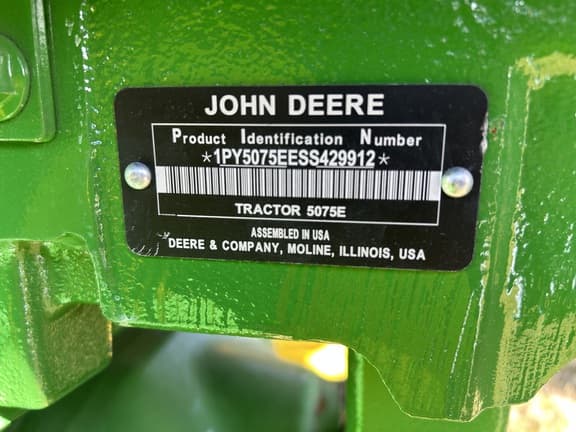 JOHN DEERE
Product Identification Number
*1PY5075EESS429912*
TRACTOR 5075E
ASSEMBLED IN USA
DEERE & COMPANY, MOLINE, ILLINOIS, USA